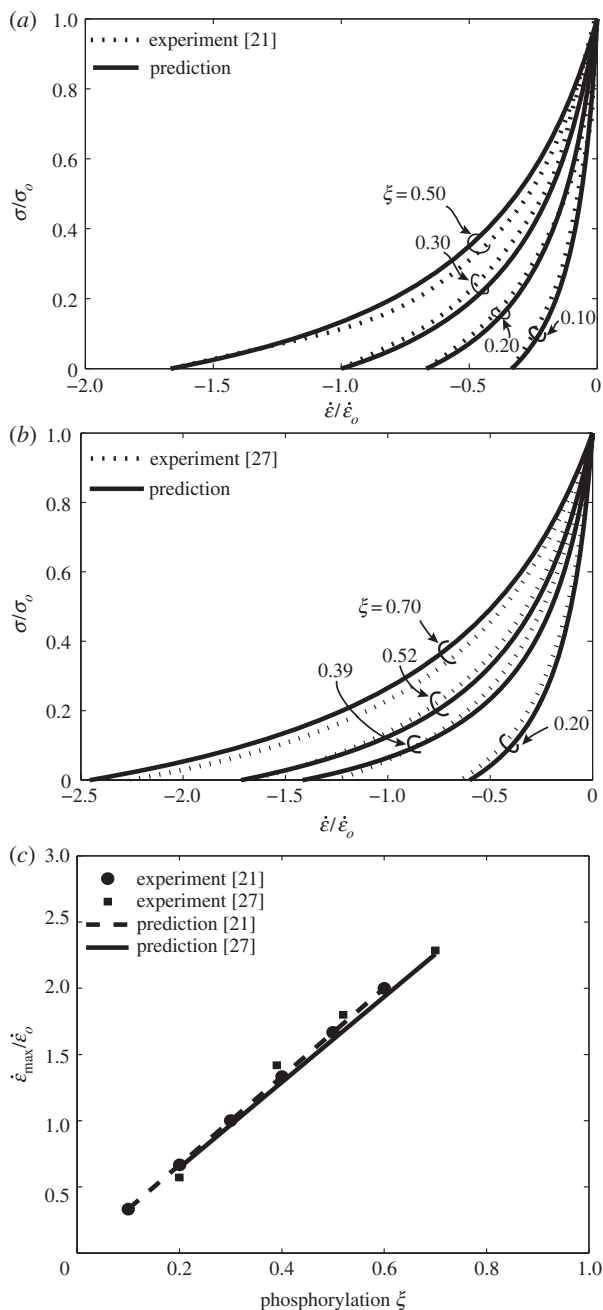 (a)
1.0
experiment [21]
prediction
0.8
0.6
σ/σₒ
ξ = 0.50
0.4
0.30
0.2
0.20
0.10
0
−2.0 −1.5 −1.0 −0.5 0
ε̇/ε̇ₒ
(b)
1.0
experiment [27]
prediction
0.8
0.6
σ/σₒ
ξ = 0.70
0.4
0.39
0.52
0.2
0.20
0
−2.5 −2.0 −1.5 −1.0 −0.5 0
ε̇/ε̇ₒ
(c)
3.0
experiment [21]
experiment [27]
prediction [21]
prediction [27]
2.5
2.0
ε̇max/ε̇ₒ
1.5
1.0
0.5
0 0.2 0.4 0.6 0.8 1.0
phosphorylation ξ